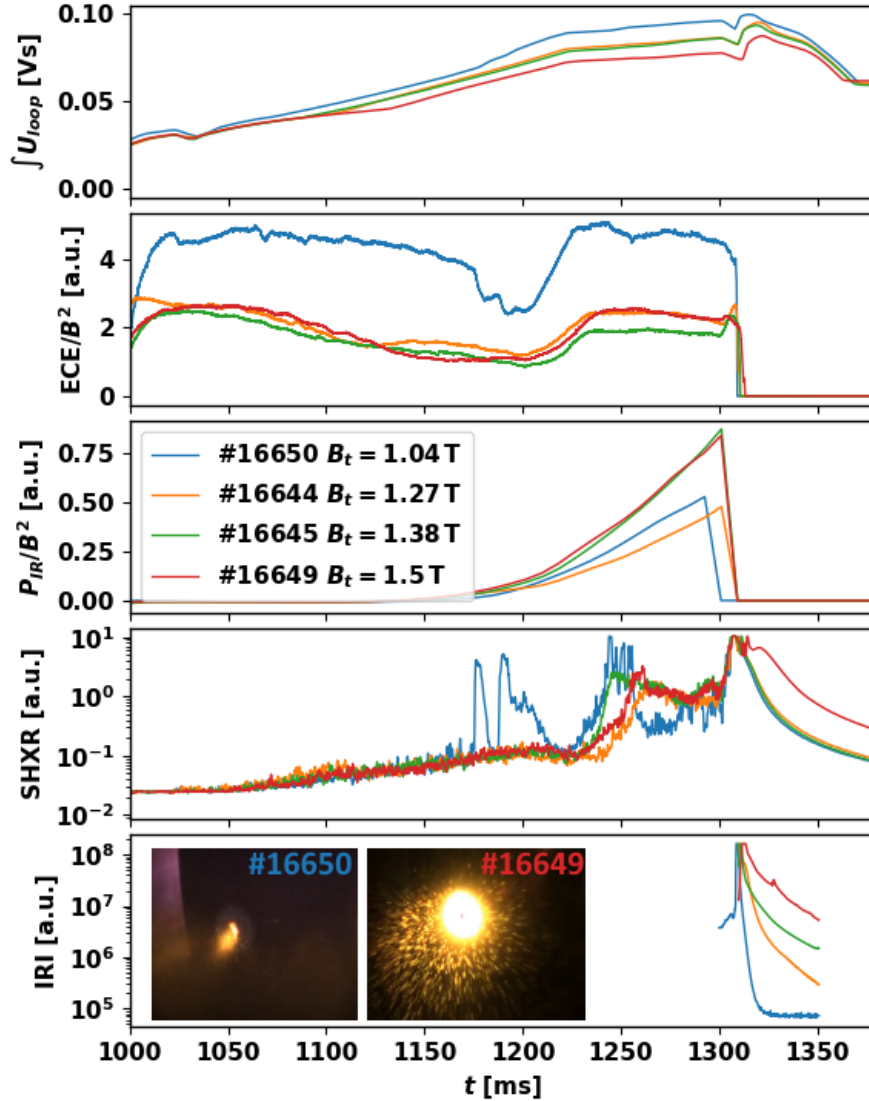 ∫U_loop [Vs]
0.10
0.05
0.00
ECE/B² [a.u.]
4
2
0
P_IR/B² [a.u.]
0.75
0.50
0.25
0.00
#16650 B_t = 1.04 T
#16644 B_t = 1.27 T
#16645 B_t = 1.38 T
#16649 B_t = 1.5 T
SHXR [a.u.]
10¹
10⁰
10⁻¹
10⁻²
IRI [a.u.]
10⁸
10⁷
10⁶
10⁵
#16650
#16649
1000 1050 1100 1150 1200 1250 1300 1350
t [ms]